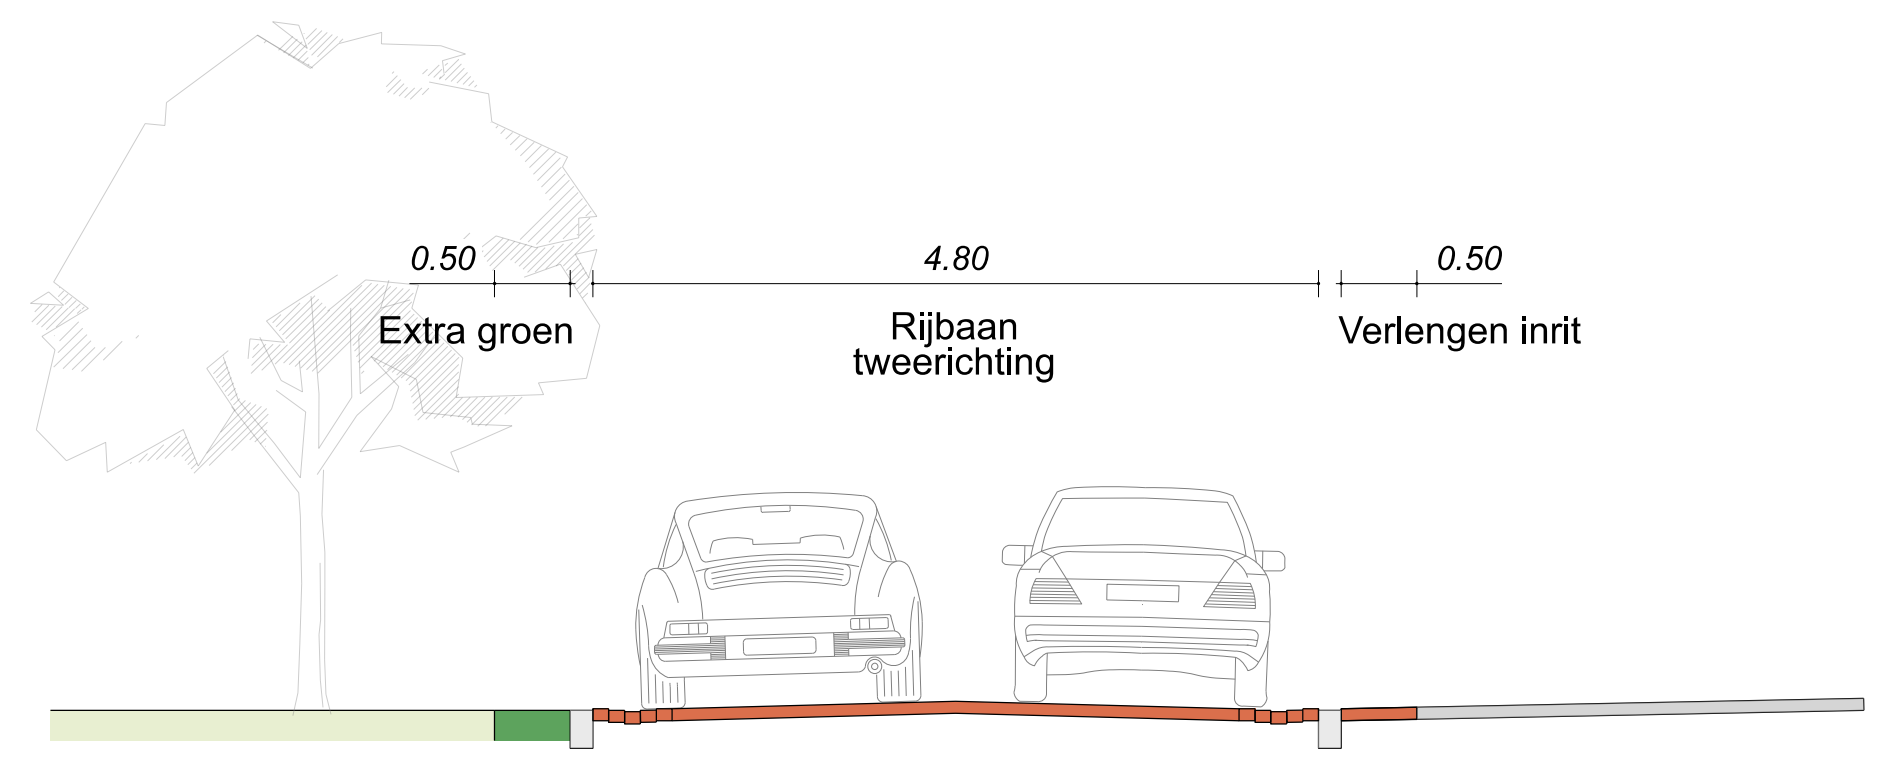 0.50
4.80
0.50
Extra groen
Rijbaan
tweerichting
Verlengen inrit